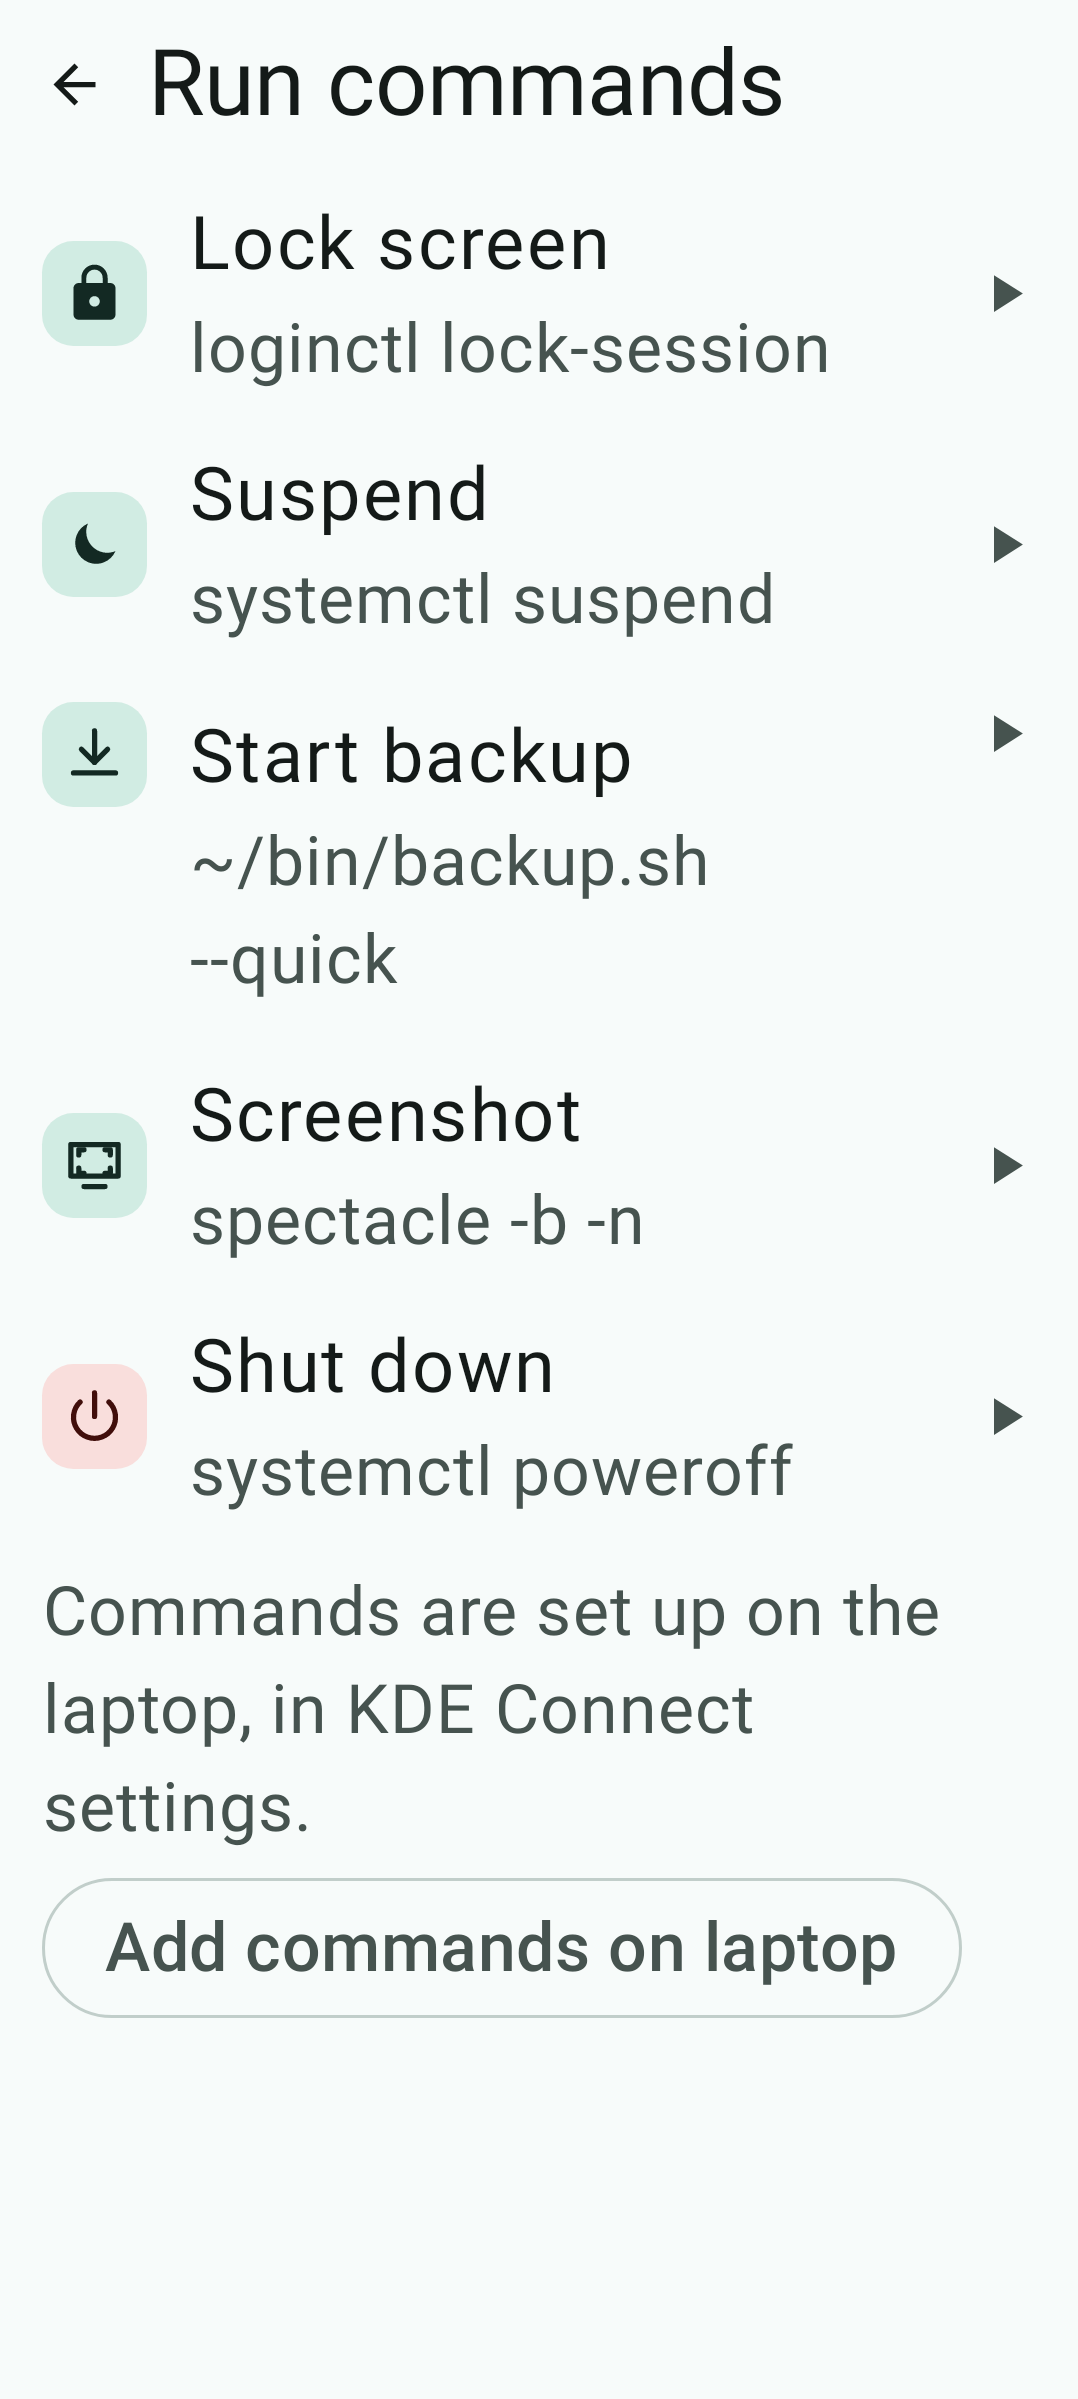 Run commands
Lock screen
loginctl lock-session
Suspend
systemctl suspend
Start backup
~/bin/backup.sh
--quick
Screenshot
spectacle -b -n
Shut down
systemctl poweroff
Commands are set up on the
laptop, in KDE Connect
settings.
Add commands on laptop